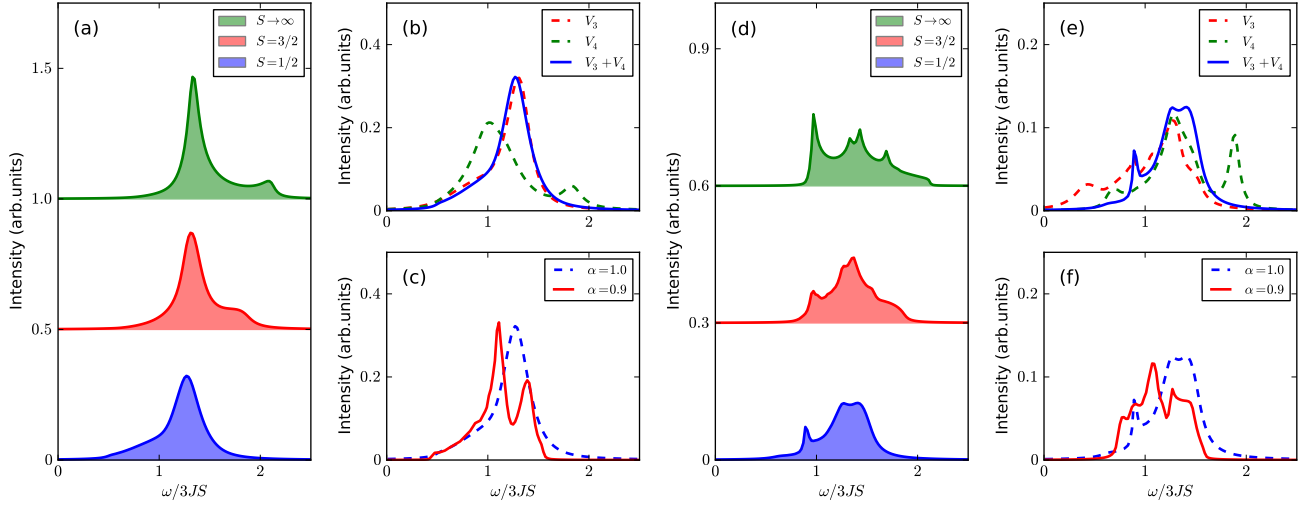 (a)
S→∞
S=3/2
S=1/2
Intensity (arb.units)
1.5
1.0
0.5
0
0
1
2
ω/3JS
(b)
V₃
V₄
V₃+V₄
Intensity (arb.units)
0.4
0.2
0
0
1
2
(c)
α=1.0
α=0.9
Intensity (arb.units)
0.4
0.2
0
0
1
2
ω/3JS
(d)
S→∞
S=3/2
S=1/2
Intensity (arb.units)
0.9
0.6
0.3
0
0
1
2
ω/3JS
(e)
V₃
V₄
V₃+V₄
Intensity (arb.units)
0.2
0.1
0
0
1
2
(f)
α=1.0
α=0.9
Intensity (arb.units)
0.2
0.1
0
0
1
2
ω/3JS